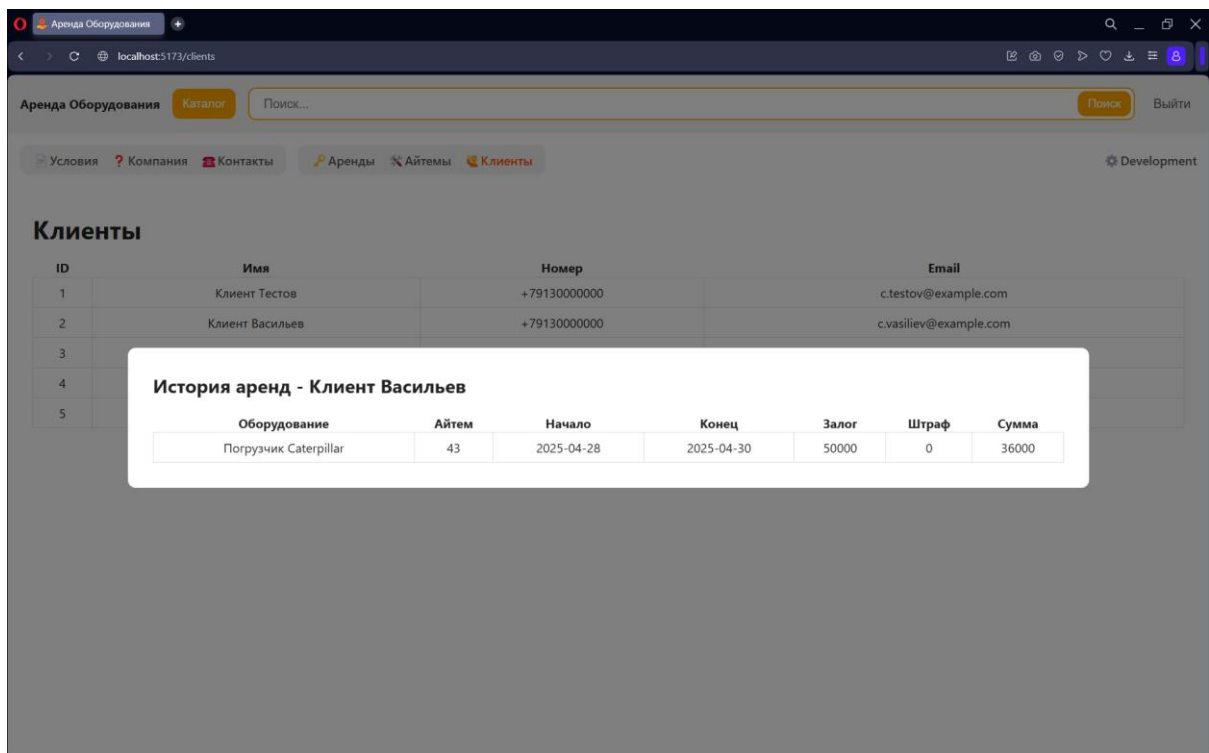 Аренда Оборудования
localhost:5173/clients
Аренда Оборудования Каталог Поиск... Поиск Выйти
Условия ? Компания Контакты Аренды Айтемы Клиенты Development
Клиенты
ID Имя Номер Email
1 Клиент Тестов +79130000000 c.testov@example.com
2 Клиент Васильев +79130000000 c.vasiliev@example.com
3
4
5
История аренд - Клиент Васильев
Оборудование Айтем Начало Конец Залог Штраф Сумма
Погрузчик Caterpillar 43 2025-04-28 2025-04-30 50000 0 36000